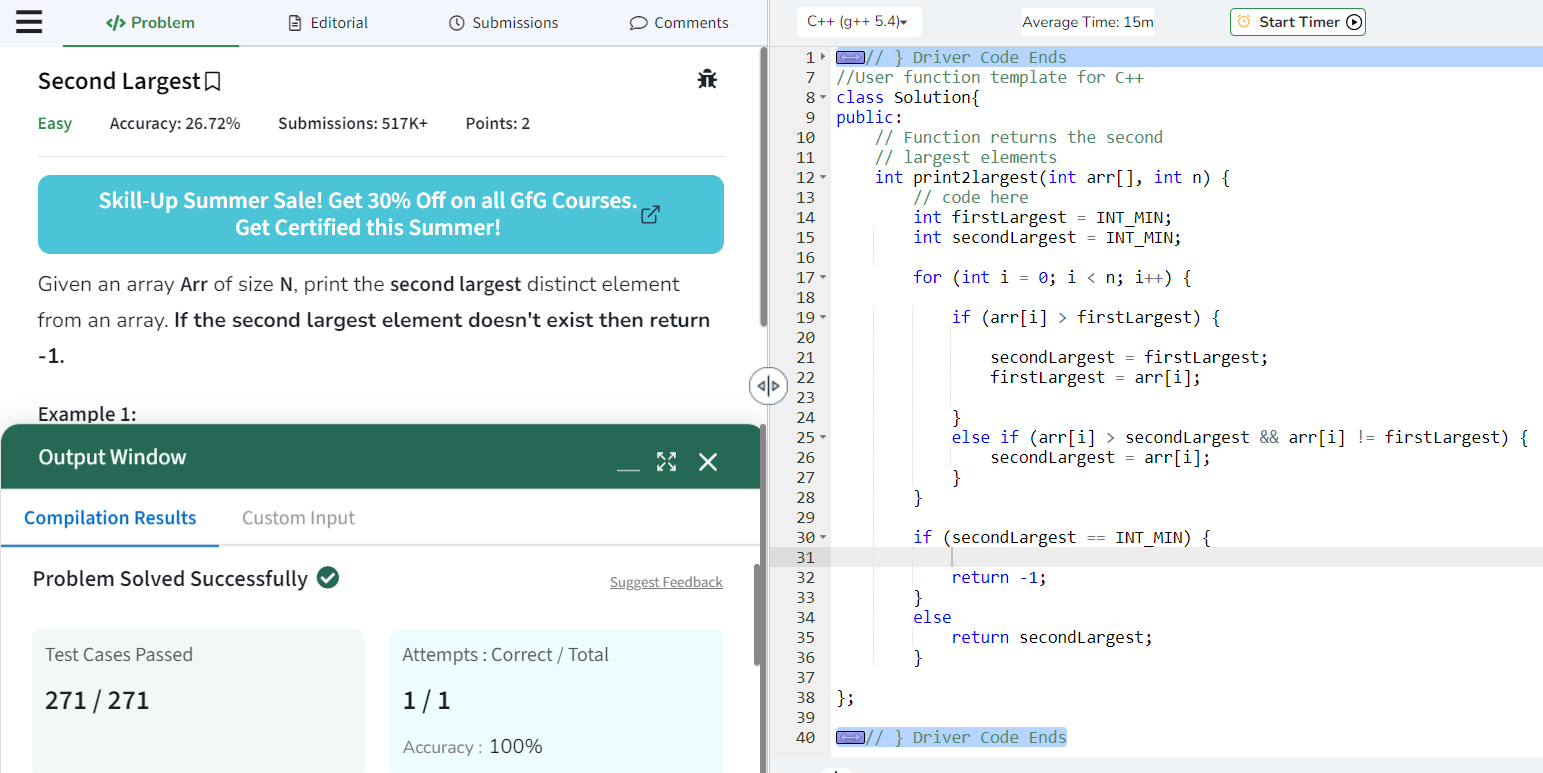 Problem
Editorial
Submissions
Comments
Second Largest
Easy
Accuracy: 26.72%
Submissions: 517K+
Points: 2
Skill-Up Summer Sale! Get 30% Off on all GfG Courses.
Get Certified this Summer!
Given an array Arr of size N, print the second largest distinct element
from an array. If the second largest element doesn't exist then return
-1.
Example 1:
Output Window
Compilation Results
Custom Input
Problem Solved Successfully
Suggest Feedback
Test Cases Passed
271 / 271
Attempts : Correct / Total
1 / 1
Accuracy : 100%
C++ (g++ 5.4)
Average Time: 15m
Start Timer
1 // } Driver Code Ends
7 //User function template for C++
8 class Solution{
9 public:
10 // Function returns the second
11 // largest elements
12 int print2largest(int arr[], int n) {
13 // code here
14 int firstLargest = INT_MIN;
15 int secondLargest = INT_MIN;
16
17 for (int i = 0; i < n; i++) {
18
19 if (arr[i] > firstLargest) {
20
21 secondLargest = firstLargest;
22 firstLargest = arr[i];
23
24 }
25 else if (arr[i] > secondLargest && arr[i] != firstLargest) {
26 secondLargest = arr[i];
27 }
28 }
29
30 if (secondLargest == INT_MIN) {
31
32 return -1;
33 }
34 else
35 return secondLargest;
36 }
37
38 };
39
40 // } Driver Code Ends